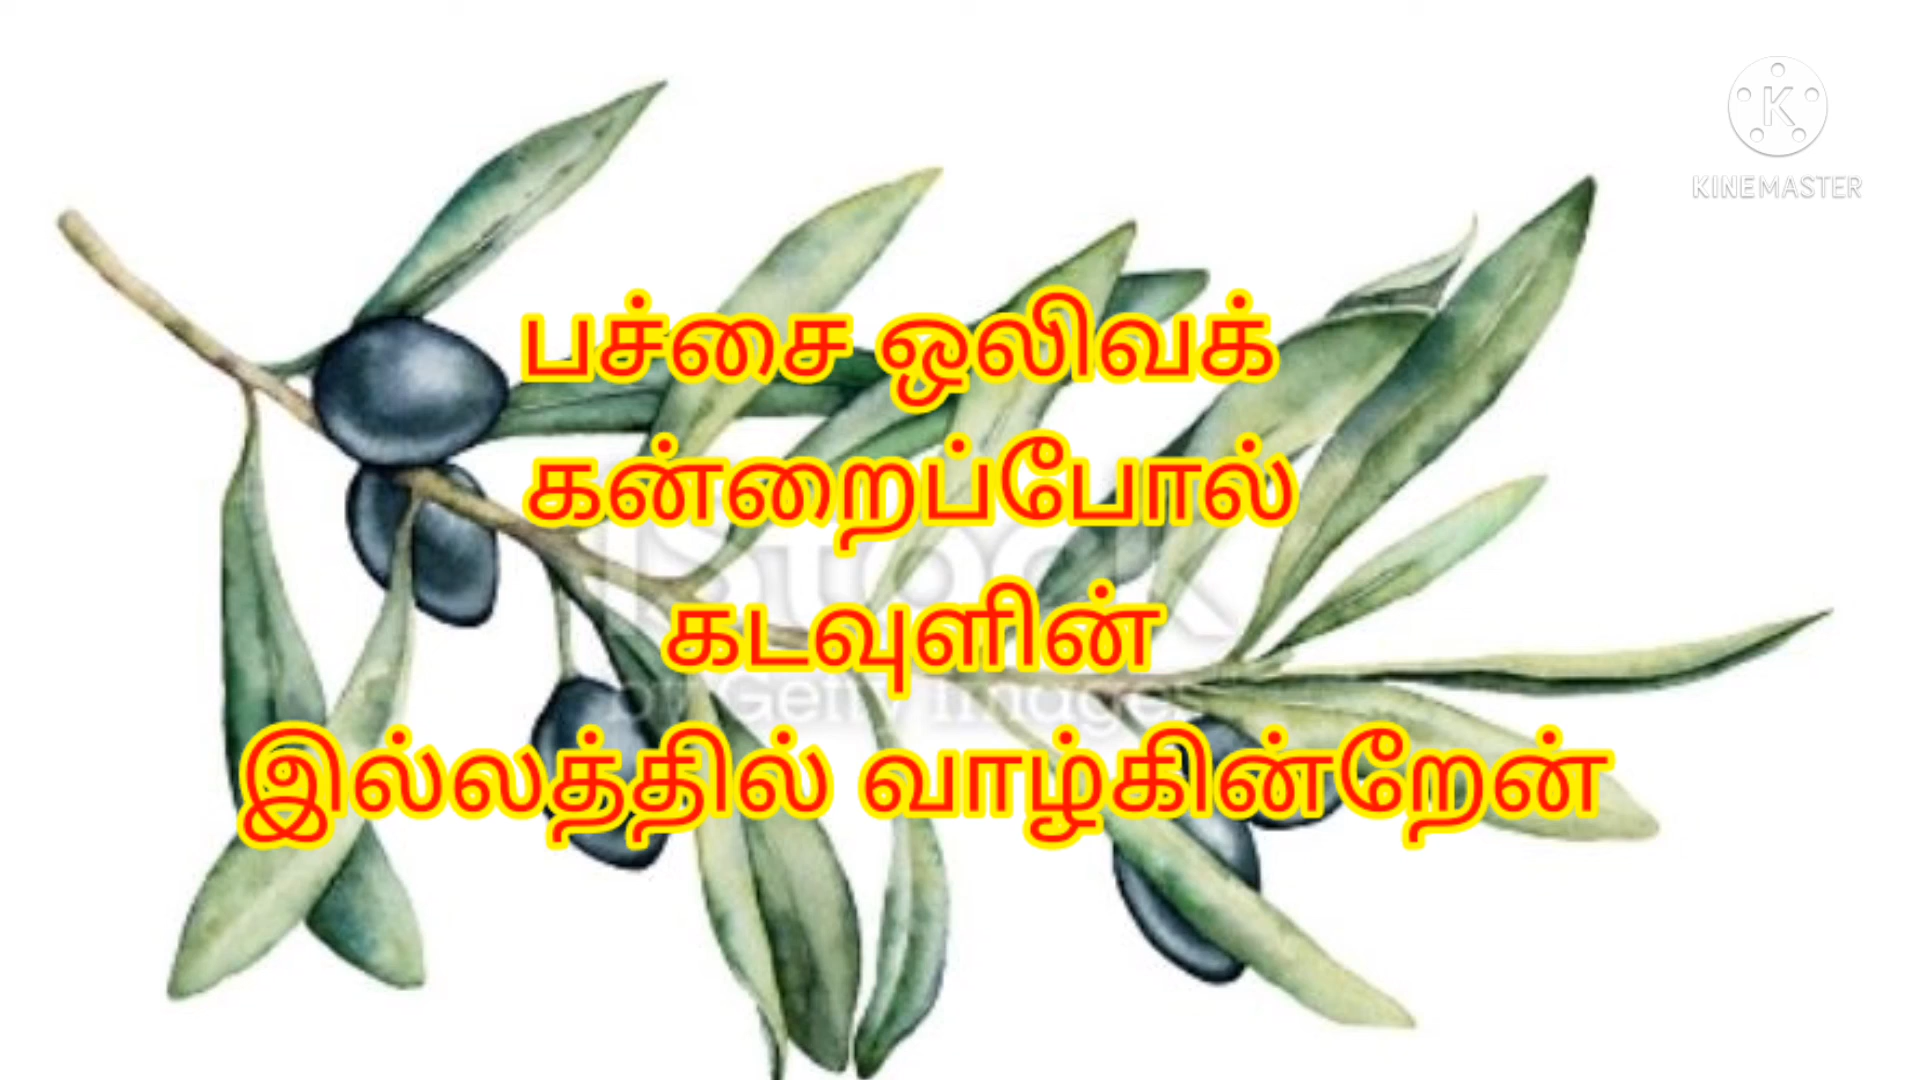 KINEMASTER
பச்சை ஒலிவக்
கன்றைப்போல்
கடவுளின்
இல்லத்தில் வாழ்கின்றேன்